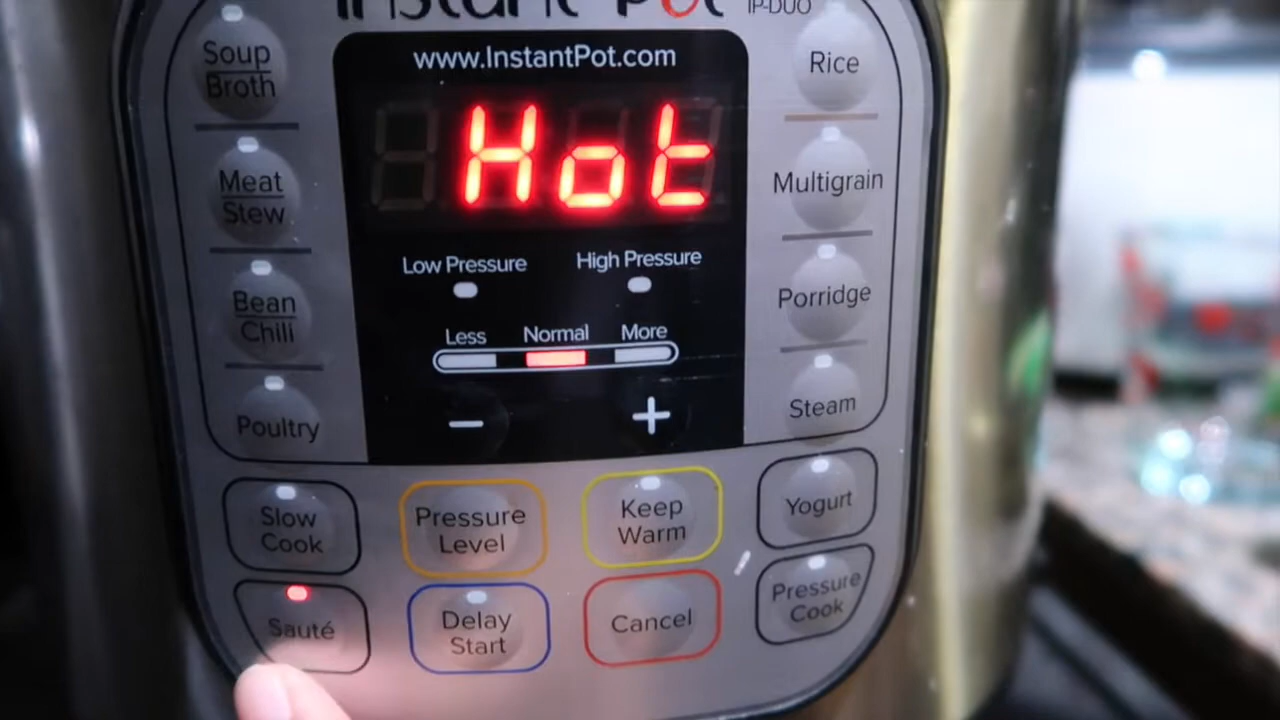 Instant Pot IP-DUO
www.InstantPot.com
Hot
Low Pressure High Pressure
Less Normal More
− +
Soup
Broth
Meat
Stew
Bean
Chili
Poultry
Rice
Multigrain
Porridge
Steam
Slow
Cook
Pressure
Level
Keep
Warm
Yogurt
Sauté
Delay
Start
Cancel
Pressure
Cook